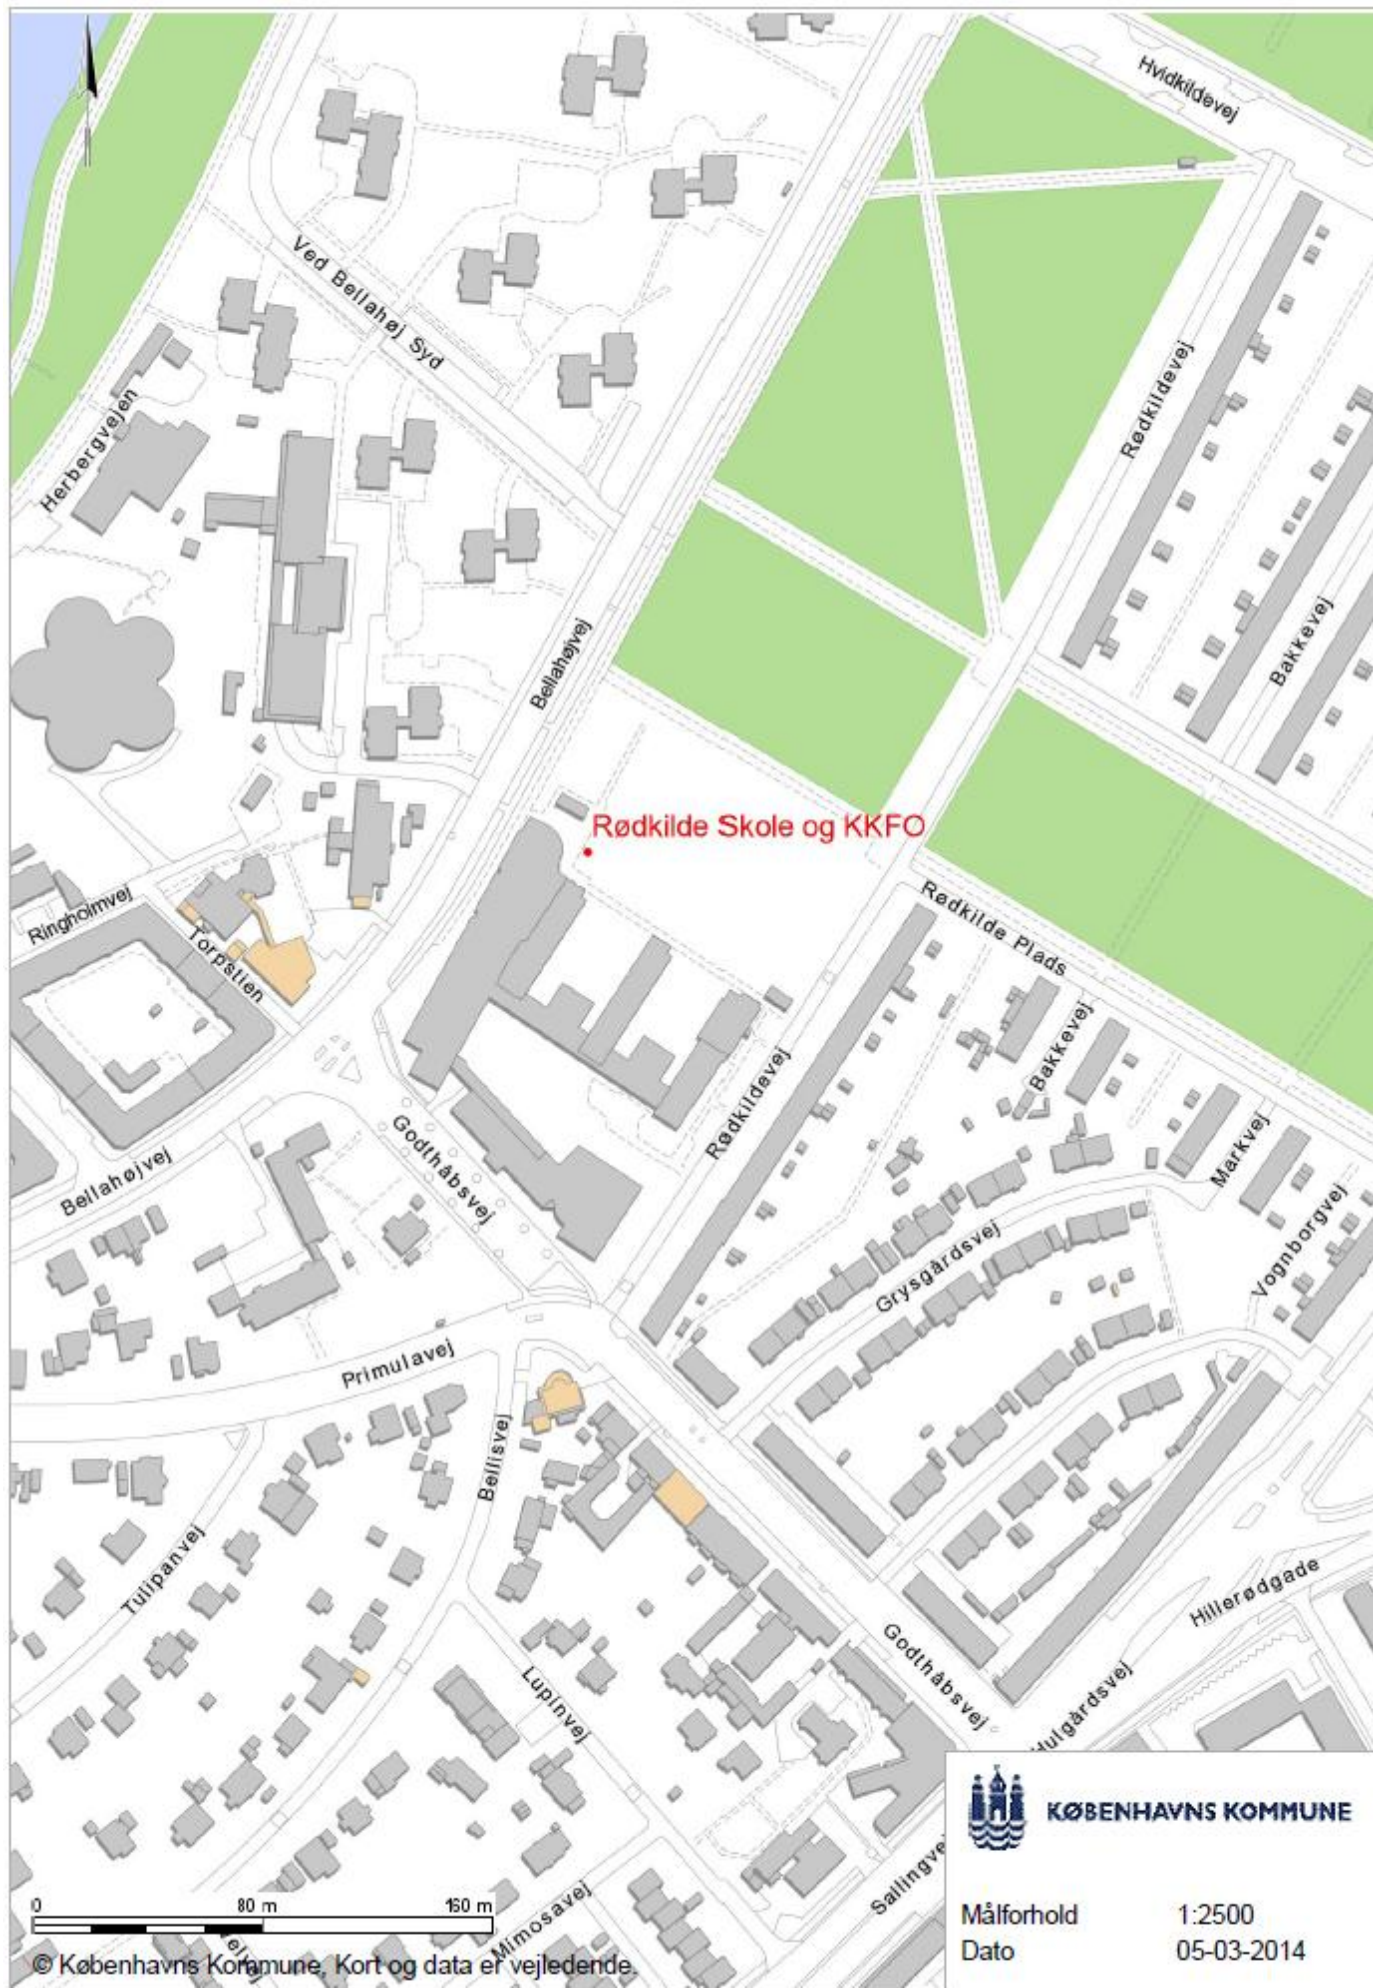 Hvidkildevej
Ved Bellahøj Syd
Rødkildevej
Herbergvejen
Bakkevej
Bellahøjvej
Rødkilde Skole og KKFO
Ringholmvej
Torpstien
Rødkilde Plads
Bakkevej
Rødkildevej
Markvej
Godthåbsvej
Bellahøjvej
Vognborgvej
Grysgårdsvej
Primulavej
Bellisvej
Tulipanvej
Hillerødgade
Lupinvej
Godthåbsvej
Hulgårdsvej
Sallingvej
Mimosavej
KØBENHAVNS KOMMUNE
Målforhold 1:2500
Dato 05-03-2014
0 80 m 160 m
© Københavns Kommune, Kort og data er vejledende.